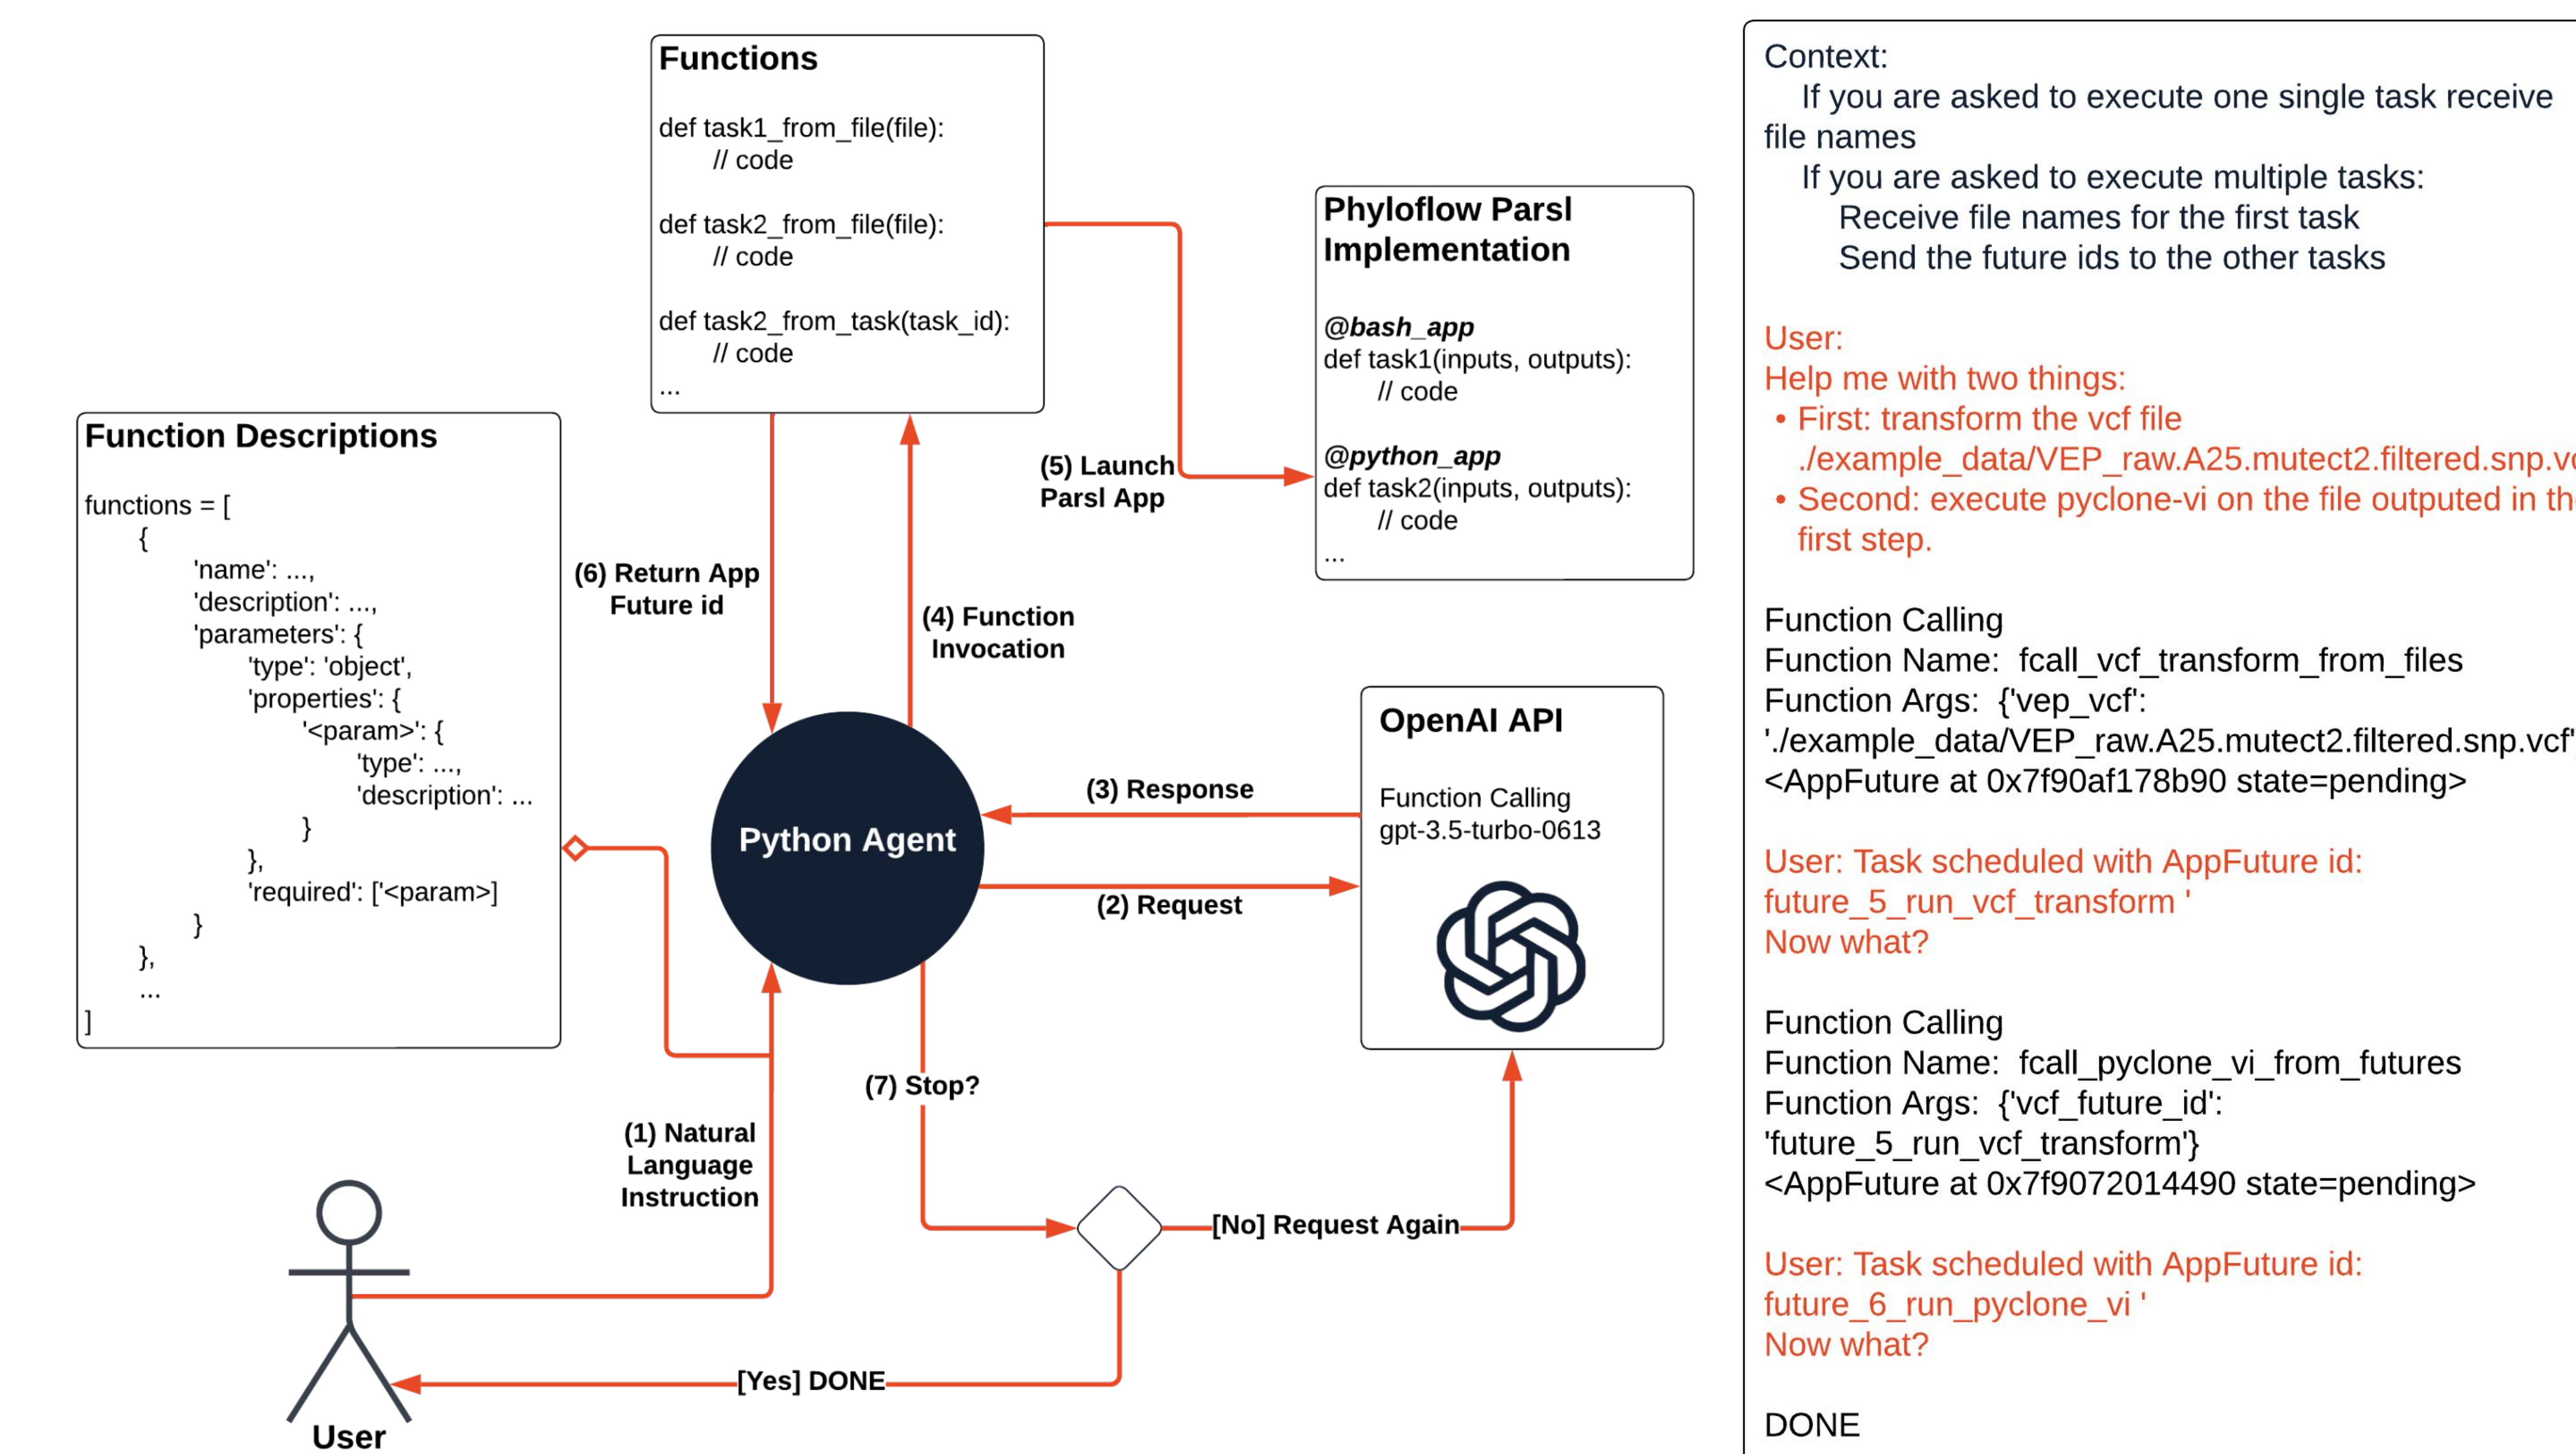 Functions
def task1_from_file(file):
// code
def task2_from_file(file):
// code
def task2_from_task(task_id):
// code
...
Phyloflow Parsl
Implementation
@bash_app
def task1(inputs, outputs):
// code
@python_app
def task2(inputs, outputs):
// code
...
Function Descriptions
functions = [
{
'name': ...,
'description': ...,
'parameters': {
'type': 'object',
'properties': {
'<param>': {
'type': ...,
'description': ...
}
},
'required': ['<param>]
}
},
...
]
(5) Launch
Parsl App
(6) Return App
Future id
(4) Function
Invocation
Python Agent
(3) Response
(2) Request
OpenAI API
Function Calling
gpt-3.5-turbo-0613
(7) Stop?
(1) Natural
Language
Instruction
[No] Request Again
[Yes] DONE
User
Context:
If you are asked to execute one single task receive
file names
If you are asked to execute multiple tasks:
Receive file names for the first task
Send the future ids to the other tasks
User:
Help me with two things:
• First: transform the vcf file
./example_data/VEP_raw.A25.mutect2.filtered.snp.vc
• Second: execute pyclone-vi on the file outputed in th
first step.
Function Calling
Function Name: fcall_vcf_transform_from_files
Function Args: {'vep_vcf':
'./example_data/VEP_raw.A25.mutect2.filtered.snp.vcf'
<AppFuture at 0x7f90af178b90 state=pending>
User: Task scheduled with AppFuture id:
future_5_run_vcf_transform '
Now what?
Function Calling
Function Name: fcall_pyclone_vi_from_futures
Function Args: {'vcf_future_id':
'future_5_run_vcf_transform'}
<AppFuture at 0x7f9072014490 state=pending>
User: Task scheduled with AppFuture id:
future_6_run_pyclone_vi '
Now what?
DONE